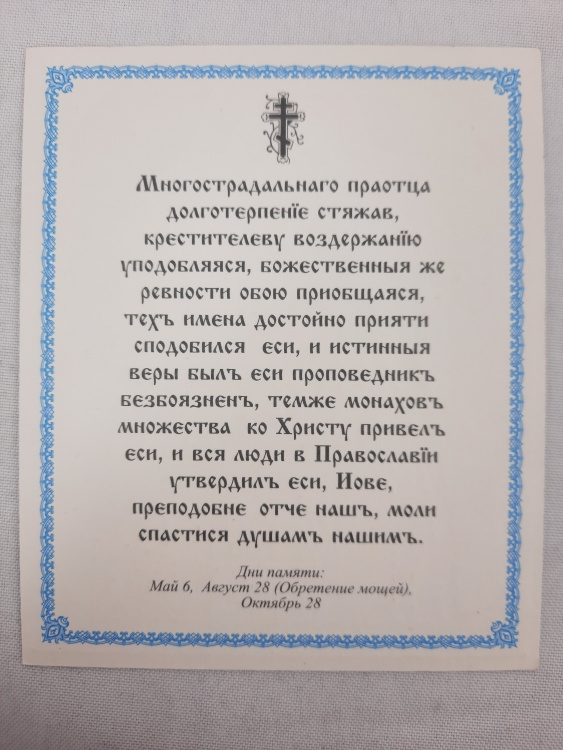 Многострадальнаго праотца
долготерпенїе стяжав,
крестителеву воздержанїю
уподобляяся, божественныя же
ревности обою приобщаяся,
техъ имена достойно прияти
сподобился еси, и истинныя
веры былъ еси проповедникъ
безбоязненъ, темже монаховъ
множества ко Христу привелъ
еси, и вся люди в Православїи
утвердилъ еси, Иове,
преподобне отче нашъ, моли
спастися душамъ нашимъ.
Дни памяти:
Май 6, Август 28 (Обретение мощей),
Октябрь 28